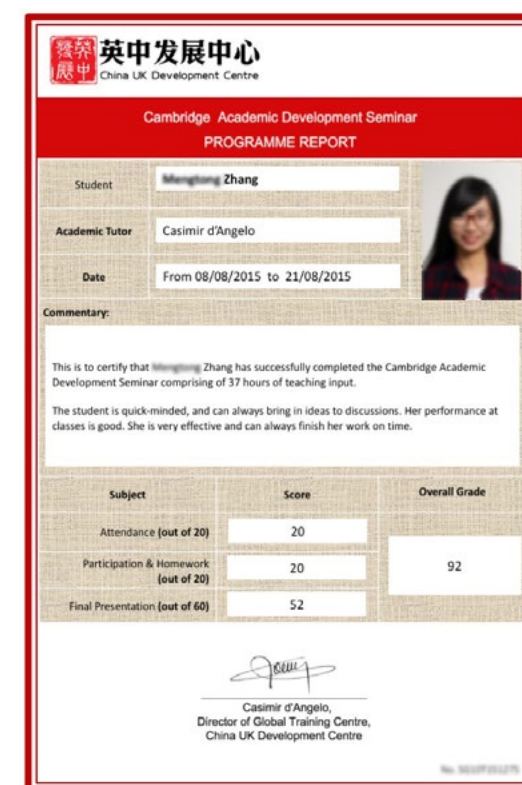 英中发展中心
China UK Development Centre
Cambridge Academic Development Seminar
PROGRAMME REPORT
Student
Zhang
Academic Tutor
Casimir d'Angelo
Date
From 08/08/2015 to 21/08/2015
Commentary:
This is to certify that Zhang has successfully completed the Cambridge Academic
Development Seminar comprising of 37 hours of teaching input.
The student is quick-minded, and can always bring in ideas to discussions. Her performance at
classes is good. She is very effective and can always finish her work on time.
Subject Score Overall Grade
Attendance (out of 20) 20
Participation & Homework
(out of 20) 20 92
Final Presentation (out of 60) 52
Casimir d'Angelo,
Director of Global Training Centre,
China UK Development Centre